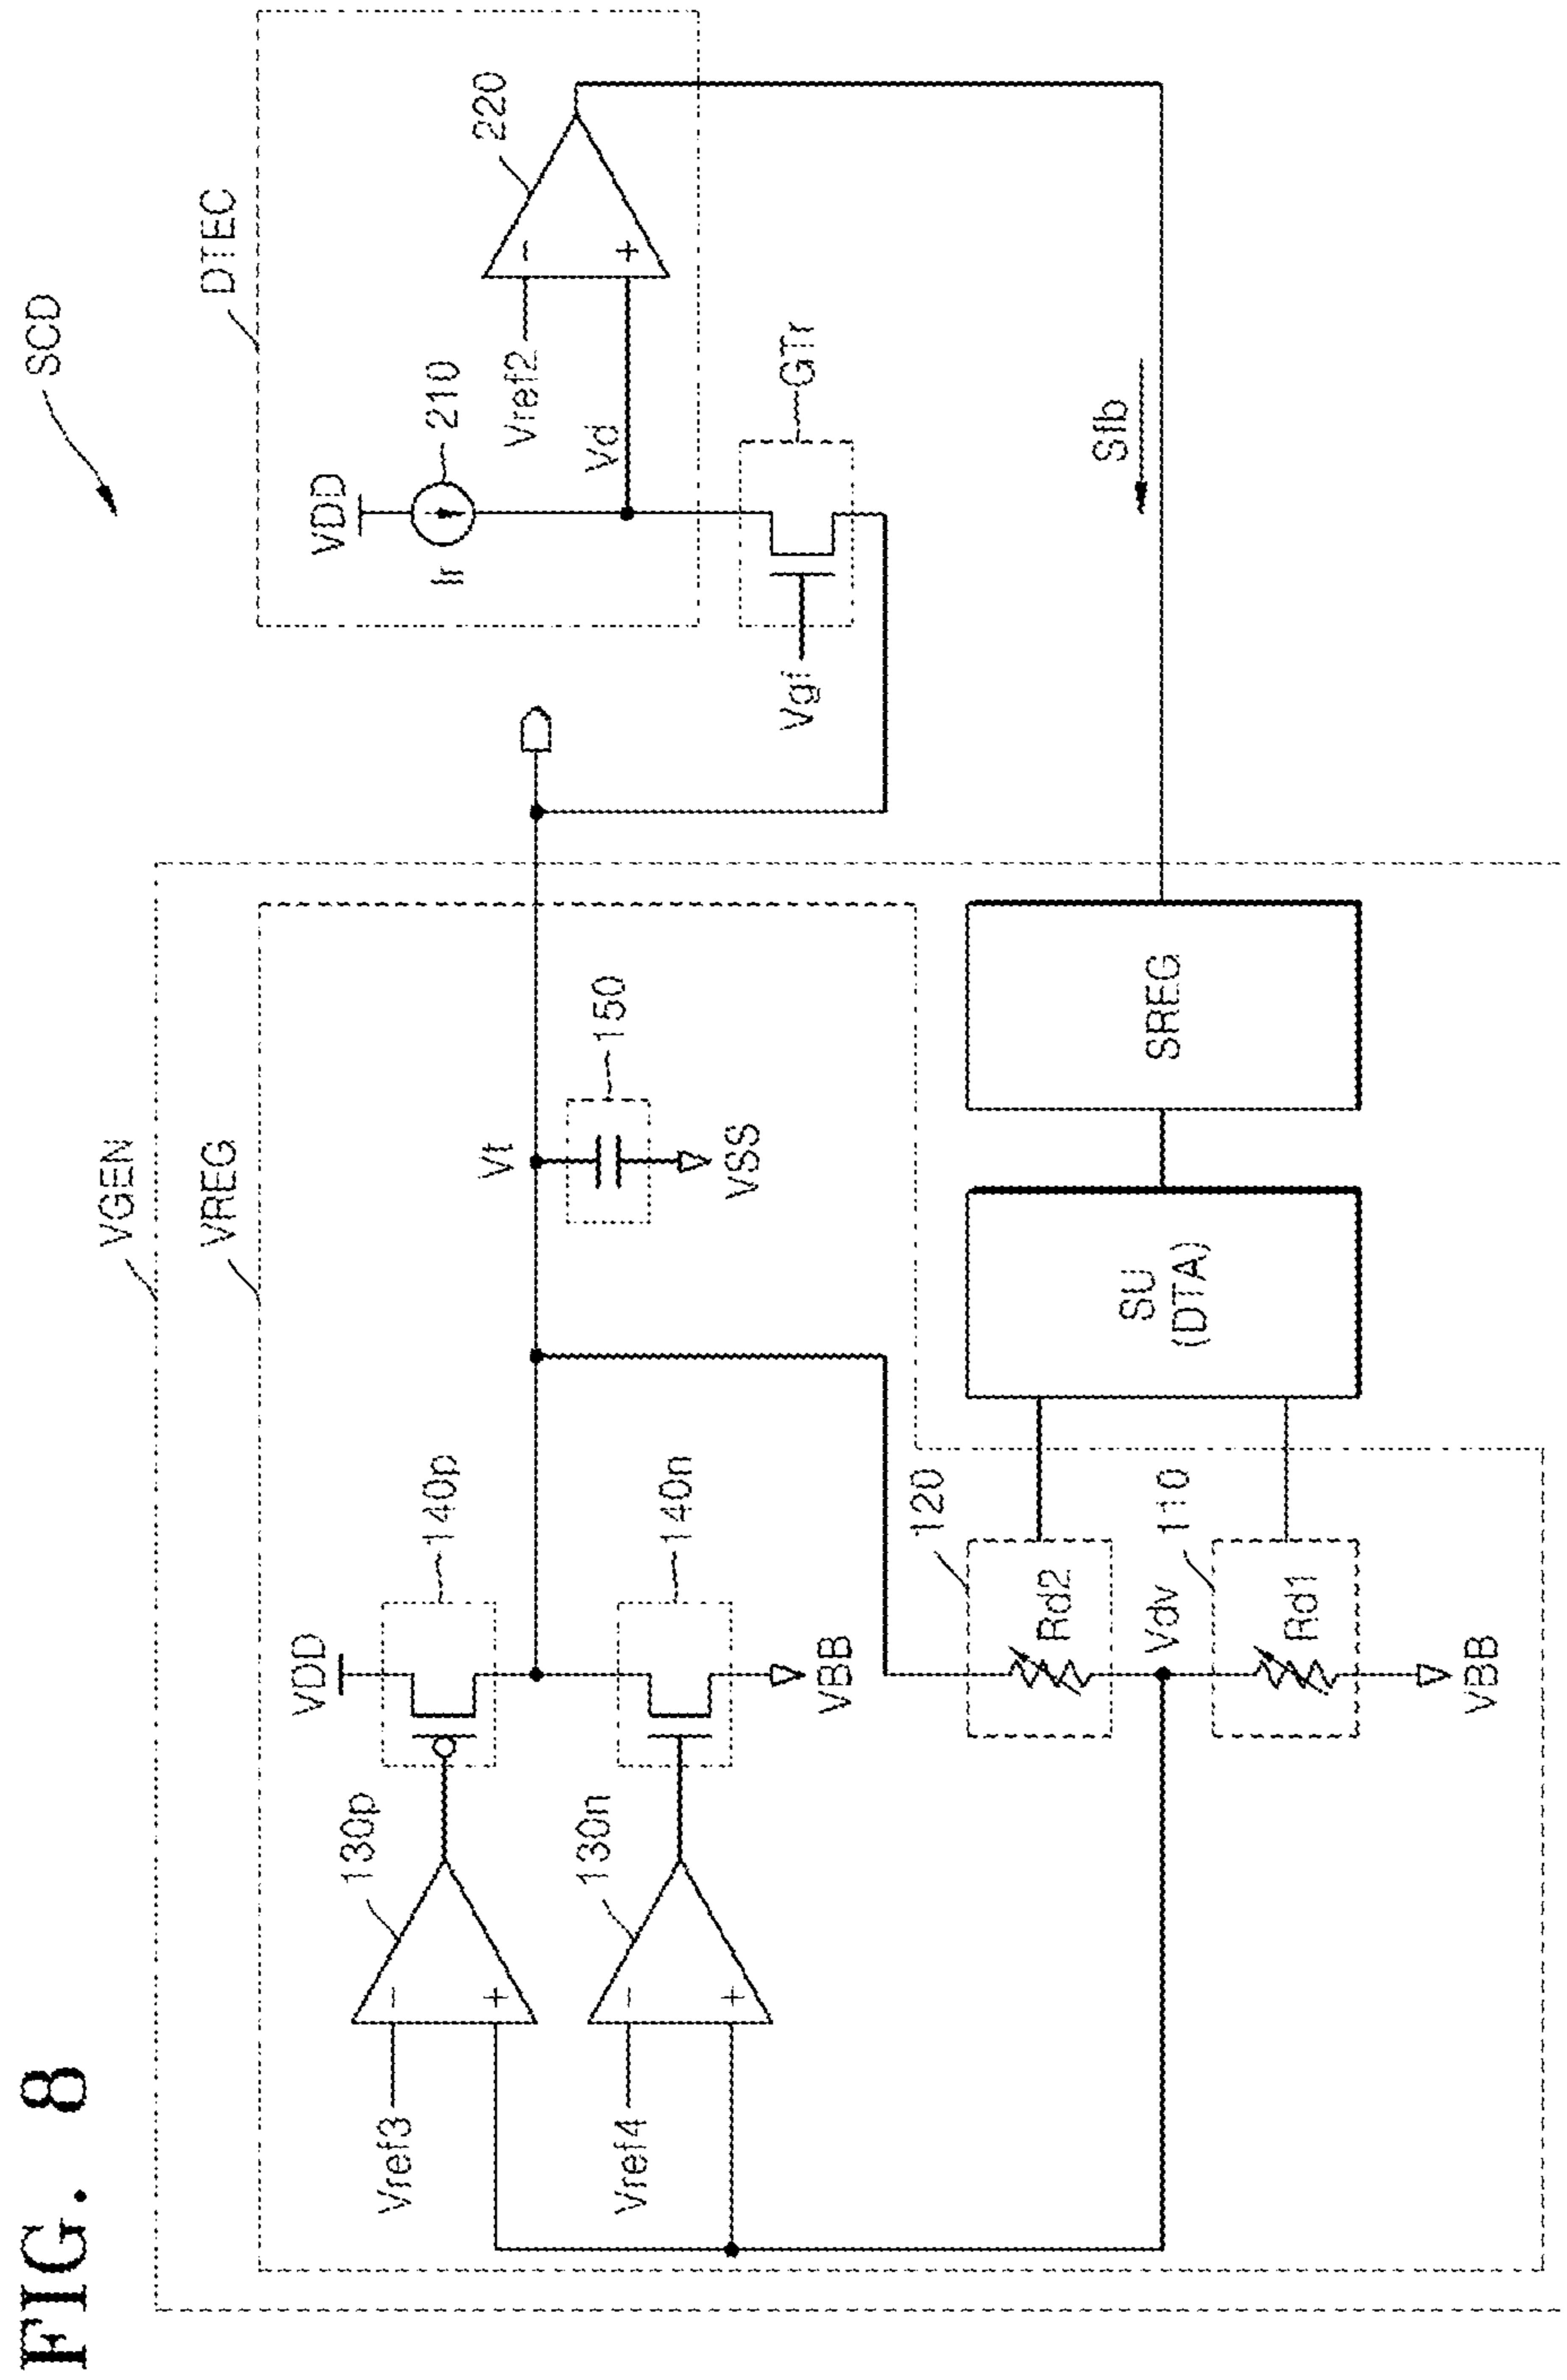 FIG. 8
SCD
VGEN
VREG
DTEC
VDD
210
Ir
220
Vref2
Vd
GTr
Vgf
VDD
140p
130p
Vref3
140n
130n
Vref4
VBB
Vt
150
VSS
120
Rd2
Vdv
110
Rd1
VBB
SU
(DTA)
SREG
Sfb
-
+
-
+
-
+